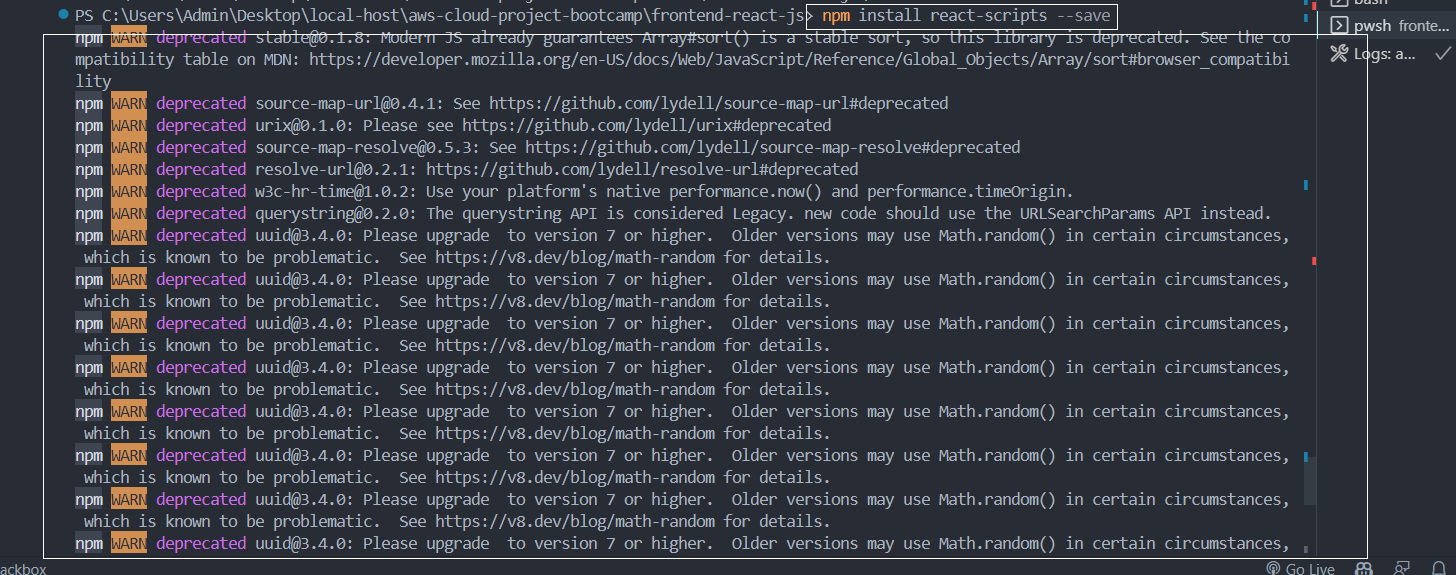 bash
PS C:\Users\Admin\Desktop\local-host\aws-cloud-project-bootcamp\frontend-react-js> npm install react-scripts --save
pwsh fronte...
npm WARN deprecated stable@0.1.8: Modern JS already guarantees Array#sort() is a stable sort, so this library is deprecated. See the co
mpatibility table on MDN: https://developer.mozilla.org/en-US/docs/Web/JavaScript/Reference/Global_Objects/Array/sort#browser_compatibi
Logs: a...
lity
npm WARN deprecated source-map-url@0.4.1: See https://github.com/lydell/source-map-url#deprecated
npm WARN deprecated urix@0.1.0: Please see https://github.com/lydell/urix#deprecated
npm WARN deprecated source-map-resolve@0.5.3: See https://github.com/lydell/source-map-resolve#deprecated
npm WARN deprecated resolve-url@0.2.1: https://github.com/lydell/resolve-url#deprecated
npm WARN deprecated w3c-hr-time@1.0.2: Use your platform's native performance.now() and performance.timeOrigin.
npm WARN deprecated querystring@0.2.0: The querystring API is considered Legacy. new code should use the URLSearchParams API instead.
npm WARN deprecated uuid@3.4.0: Please upgrade  to version 7 or higher.  Older versions may use Math.random() in certain circumstances,
which is known to be problematic.  See https://v8.dev/blog/math-random for details.
npm WARN deprecated uuid@3.4.0: Please upgrade  to version 7 or higher.  Older versions may use Math.random() in certain circumstances,
which is known to be problematic.  See https://v8.dev/blog/math-random for details.
npm WARN deprecated uuid@3.4.0: Please upgrade  to version 7 or higher.  Older versions may use Math.random() in certain circumstances,
which is known to be problematic.  See https://v8.dev/blog/math-random for details.
npm WARN deprecated uuid@3.4.0: Please upgrade  to version 7 or higher.  Older versions may use Math.random() in certain circumstances,
which is known to be problematic.  See https://v8.dev/blog/math-random for details.
npm WARN deprecated uuid@3.4.0: Please upgrade  to version 7 or higher.  Older versions may use Math.random() in certain circumstances,
which is known to be problematic.  See https://v8.dev/blog/math-random for details.
npm WARN deprecated uuid@3.4.0: Please upgrade  to version 7 or higher.  Older versions may use Math.random() in certain circumstances,
which is known to be problematic.  See https://v8.dev/blog/math-random for details.
npm WARN deprecated uuid@3.4.0: Please upgrade  to version 7 or higher.  Older versions may use Math.random() in certain circumstances,
which is known to be problematic.  See https://v8.dev/blog/math-random for details.
npm WARN deprecated uuid@3.4.0: Please upgrade  to version 7 or higher.  Older versions may use Math.random() in certain circumstances,
ackbox
Go Live